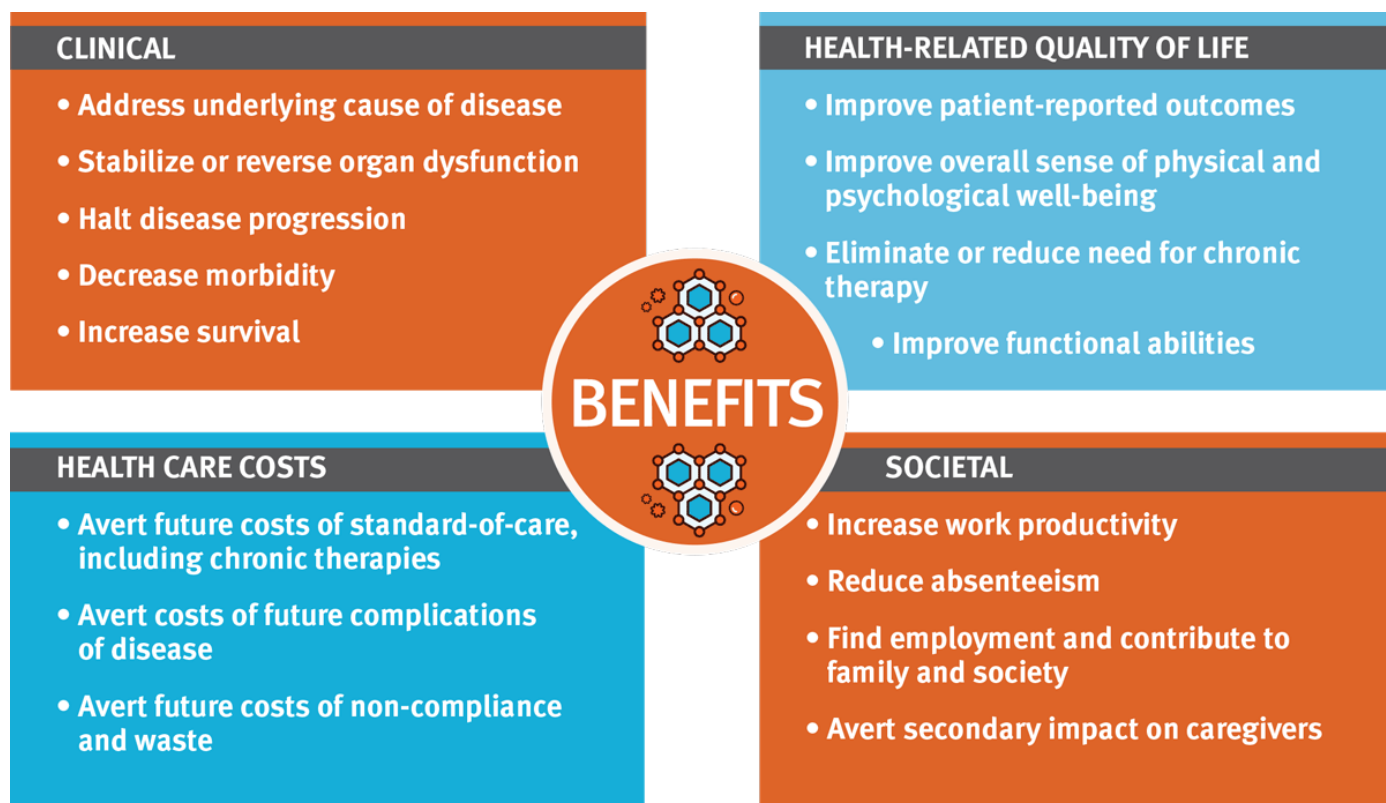 CLINICAL
• Address underlying cause of disease
• Stabilize or reverse organ dysfunction
• Halt disease progression
• Decrease morbidity
• Increase survival
HEALTH-RELATED QUALITY OF LIFE
• Improve patient-reported outcomes
• Improve overall sense of physical and
psychological well-being
• Eliminate or reduce need for chronic
therapy
• Improve functional abilities
BENEFITS
HEALTH CARE COSTS
• Avert future costs of standard-of-care,
including chronic therapies
• Avert costs of future complications
of disease
• Avert future costs of non-compliance
and waste
SOCIETAL
• Increase work productivity
• Reduce absenteeism
• Find employment and contribute to
family and society
• Avert secondary impact on caregivers